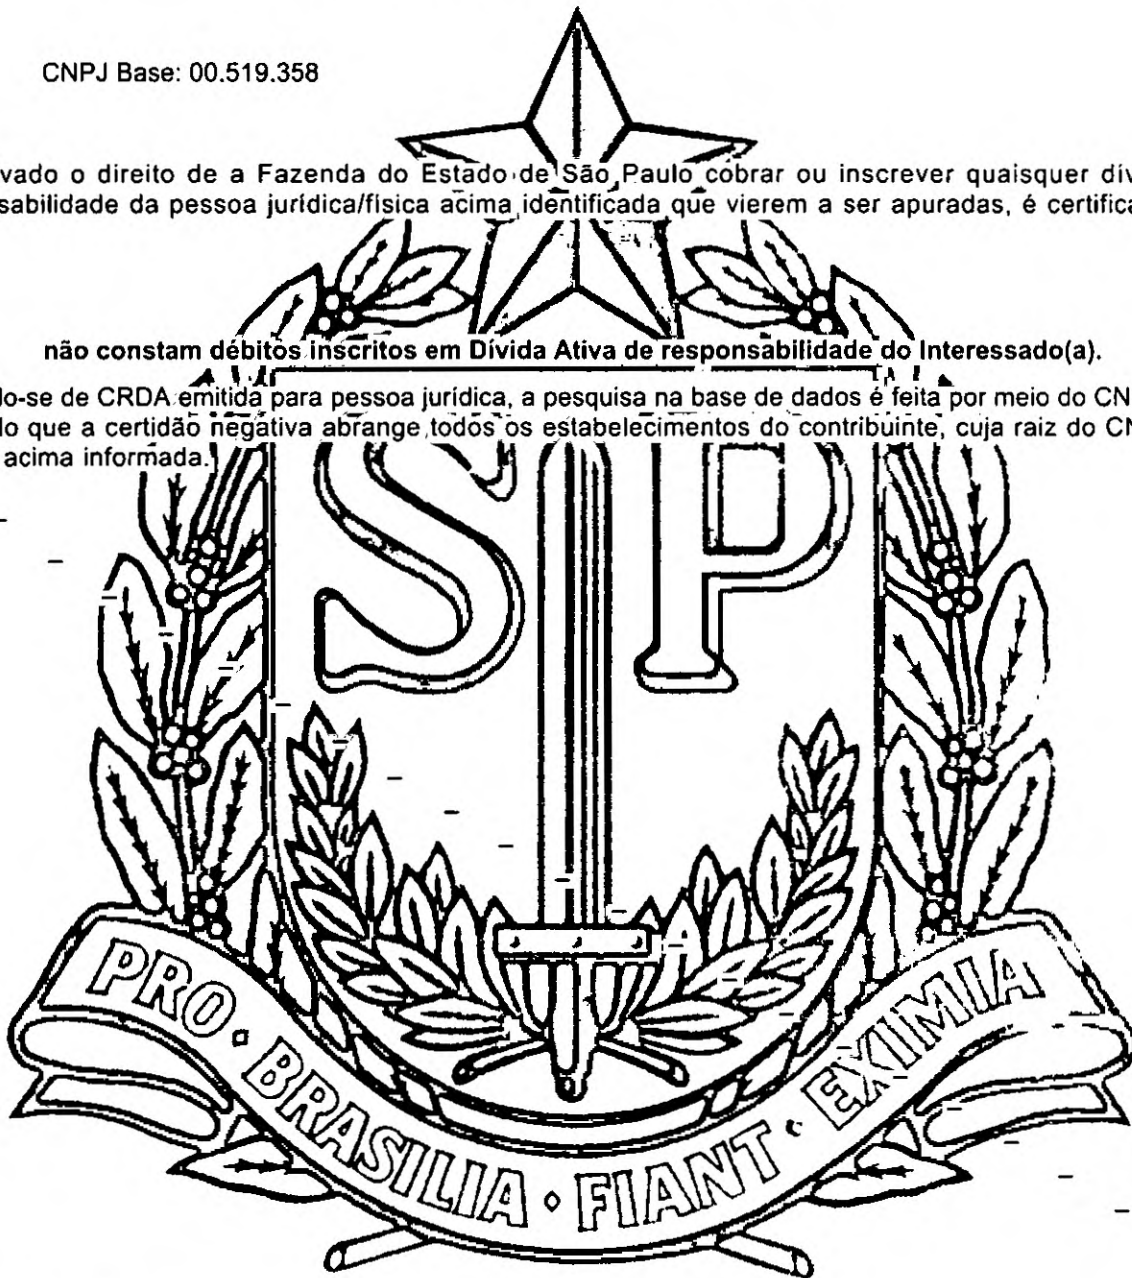 CNPJ Base: 00.519.358
vado o direito de a Fazenda do Estado de São Paulo cobrar ou inscrever quaisquer dív
sabilidade da pessoa jurídica/física acima identificada que vierem a ser apuradas, é certifica
não constam débitos inscritos em Dívida Ativa de responsabilidade do Interessado(a).
do-se de CRDA emitida para pessoa jurídica, a pesquisa na base de dados é feita por meio do CN
do que a certidão negativa abrange todos os estabelecimentos do contribuinte, cuja raiz do CN
acima informada.
SP
PRO · BRASILIA · FIANT · EXIMIA